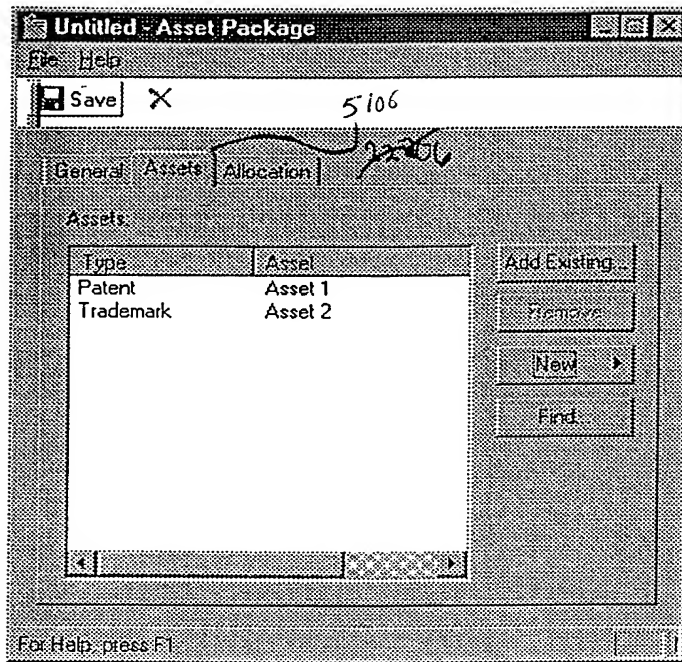 Untitled - Asset Package
File Help
Save
5106
22206
General Assets Allocation
Assets:
Type Asset
Patent Asset 1
Trademark Asset 2
Add Existing...
Remove
New
Find...
For Help, press F1